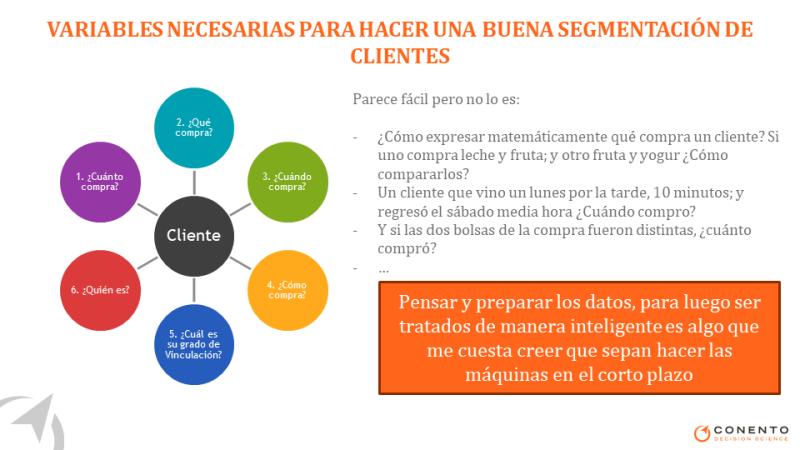 VARIABLES NECESARIAS PARA HACER UNA BUENA SEGMENTACIÓN DE
CLIENTES
Parece fácil pero no lo es:
- ¿Cómo expresar matemáticamente qué compra un cliente? Si
uno compra leche y fruta; y otro fruta y yogur ¿Cómo
compararlos?
- Un cliente que vino un lunes por la tarde, 10 minutos; y
regresó el sábado media hora ¿Cuándo compro?
- Y si las dos bolsas de la compra fueron distintas, ¿cuánto
compró?
- ...
2. ¿Qué
compra?
1. ¿Cuánto
compra?
3. ¿Cuándo
compra?
Cliente
6. ¿Quién es?
4. ¿Cómo
compra?
5. ¿Cuál es
su grado de
Vinculación?
Pensar y preparar los datos, para luego ser
tratados de manera inteligente es algo que
me cuesta creer que sepan hacer las
máquinas en el corto plazo
CONENTO
DECISION SCIENCE